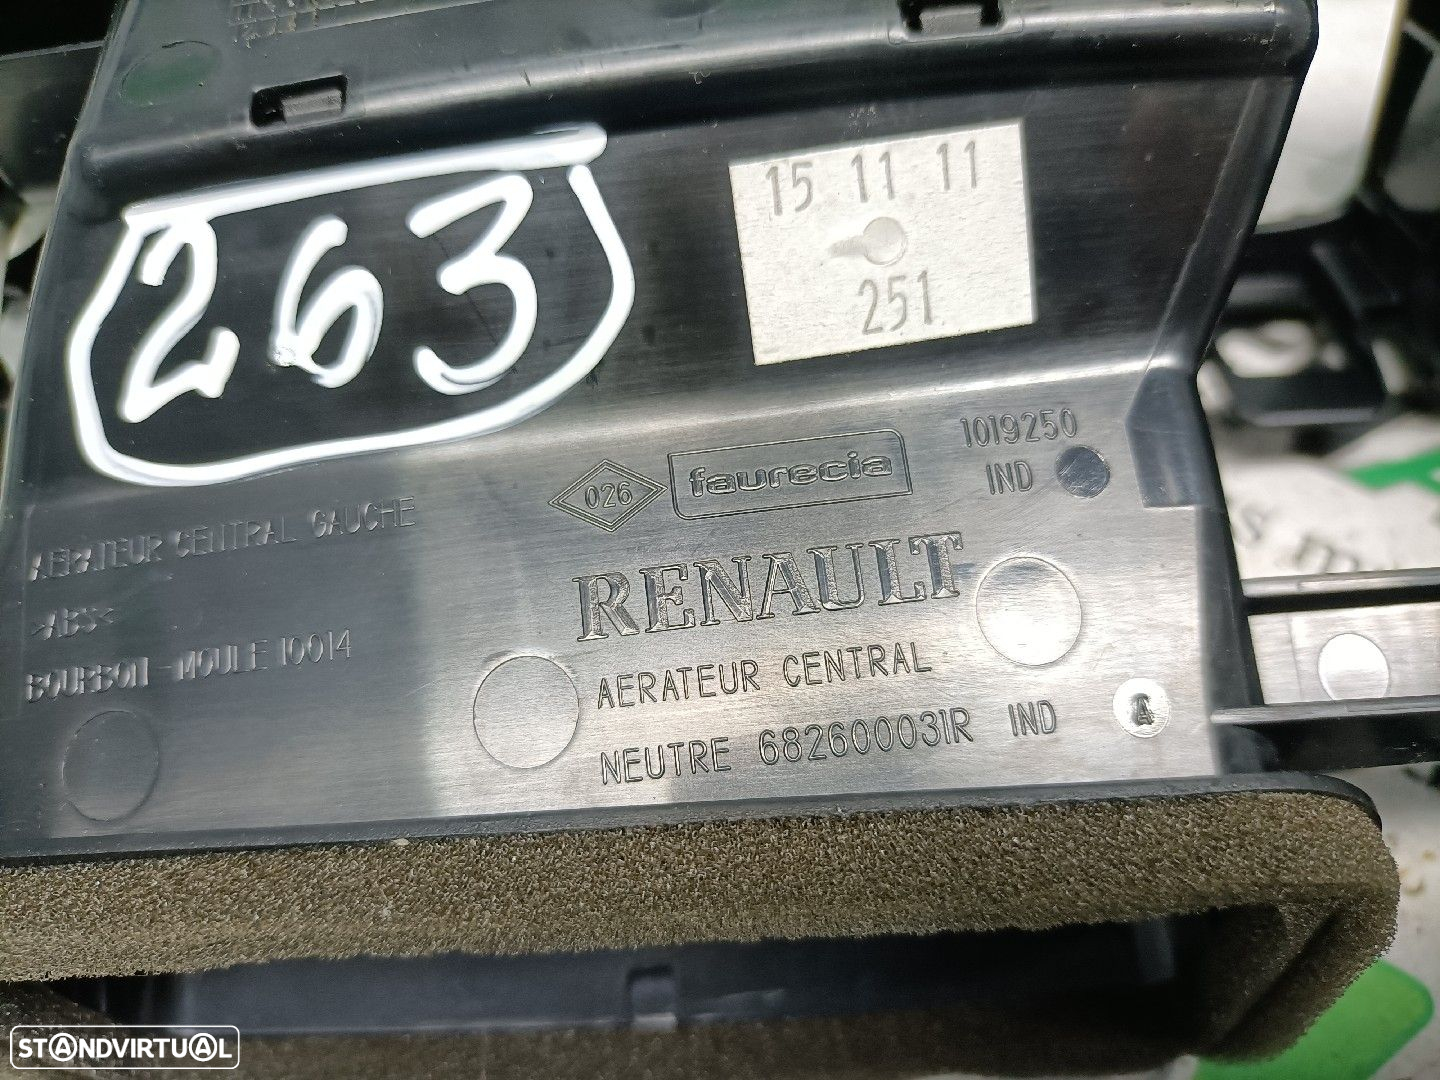 263
15 11 11
251
1019250
IND
026
faurecia
AERATEUR CENTRAL GAUCHE
>ABS<
BOURBON - MOULE 10014
RENAULT
AERATEUR CENTRAL
NEUTRE 682600031R IND A
STANDVIRTUAL